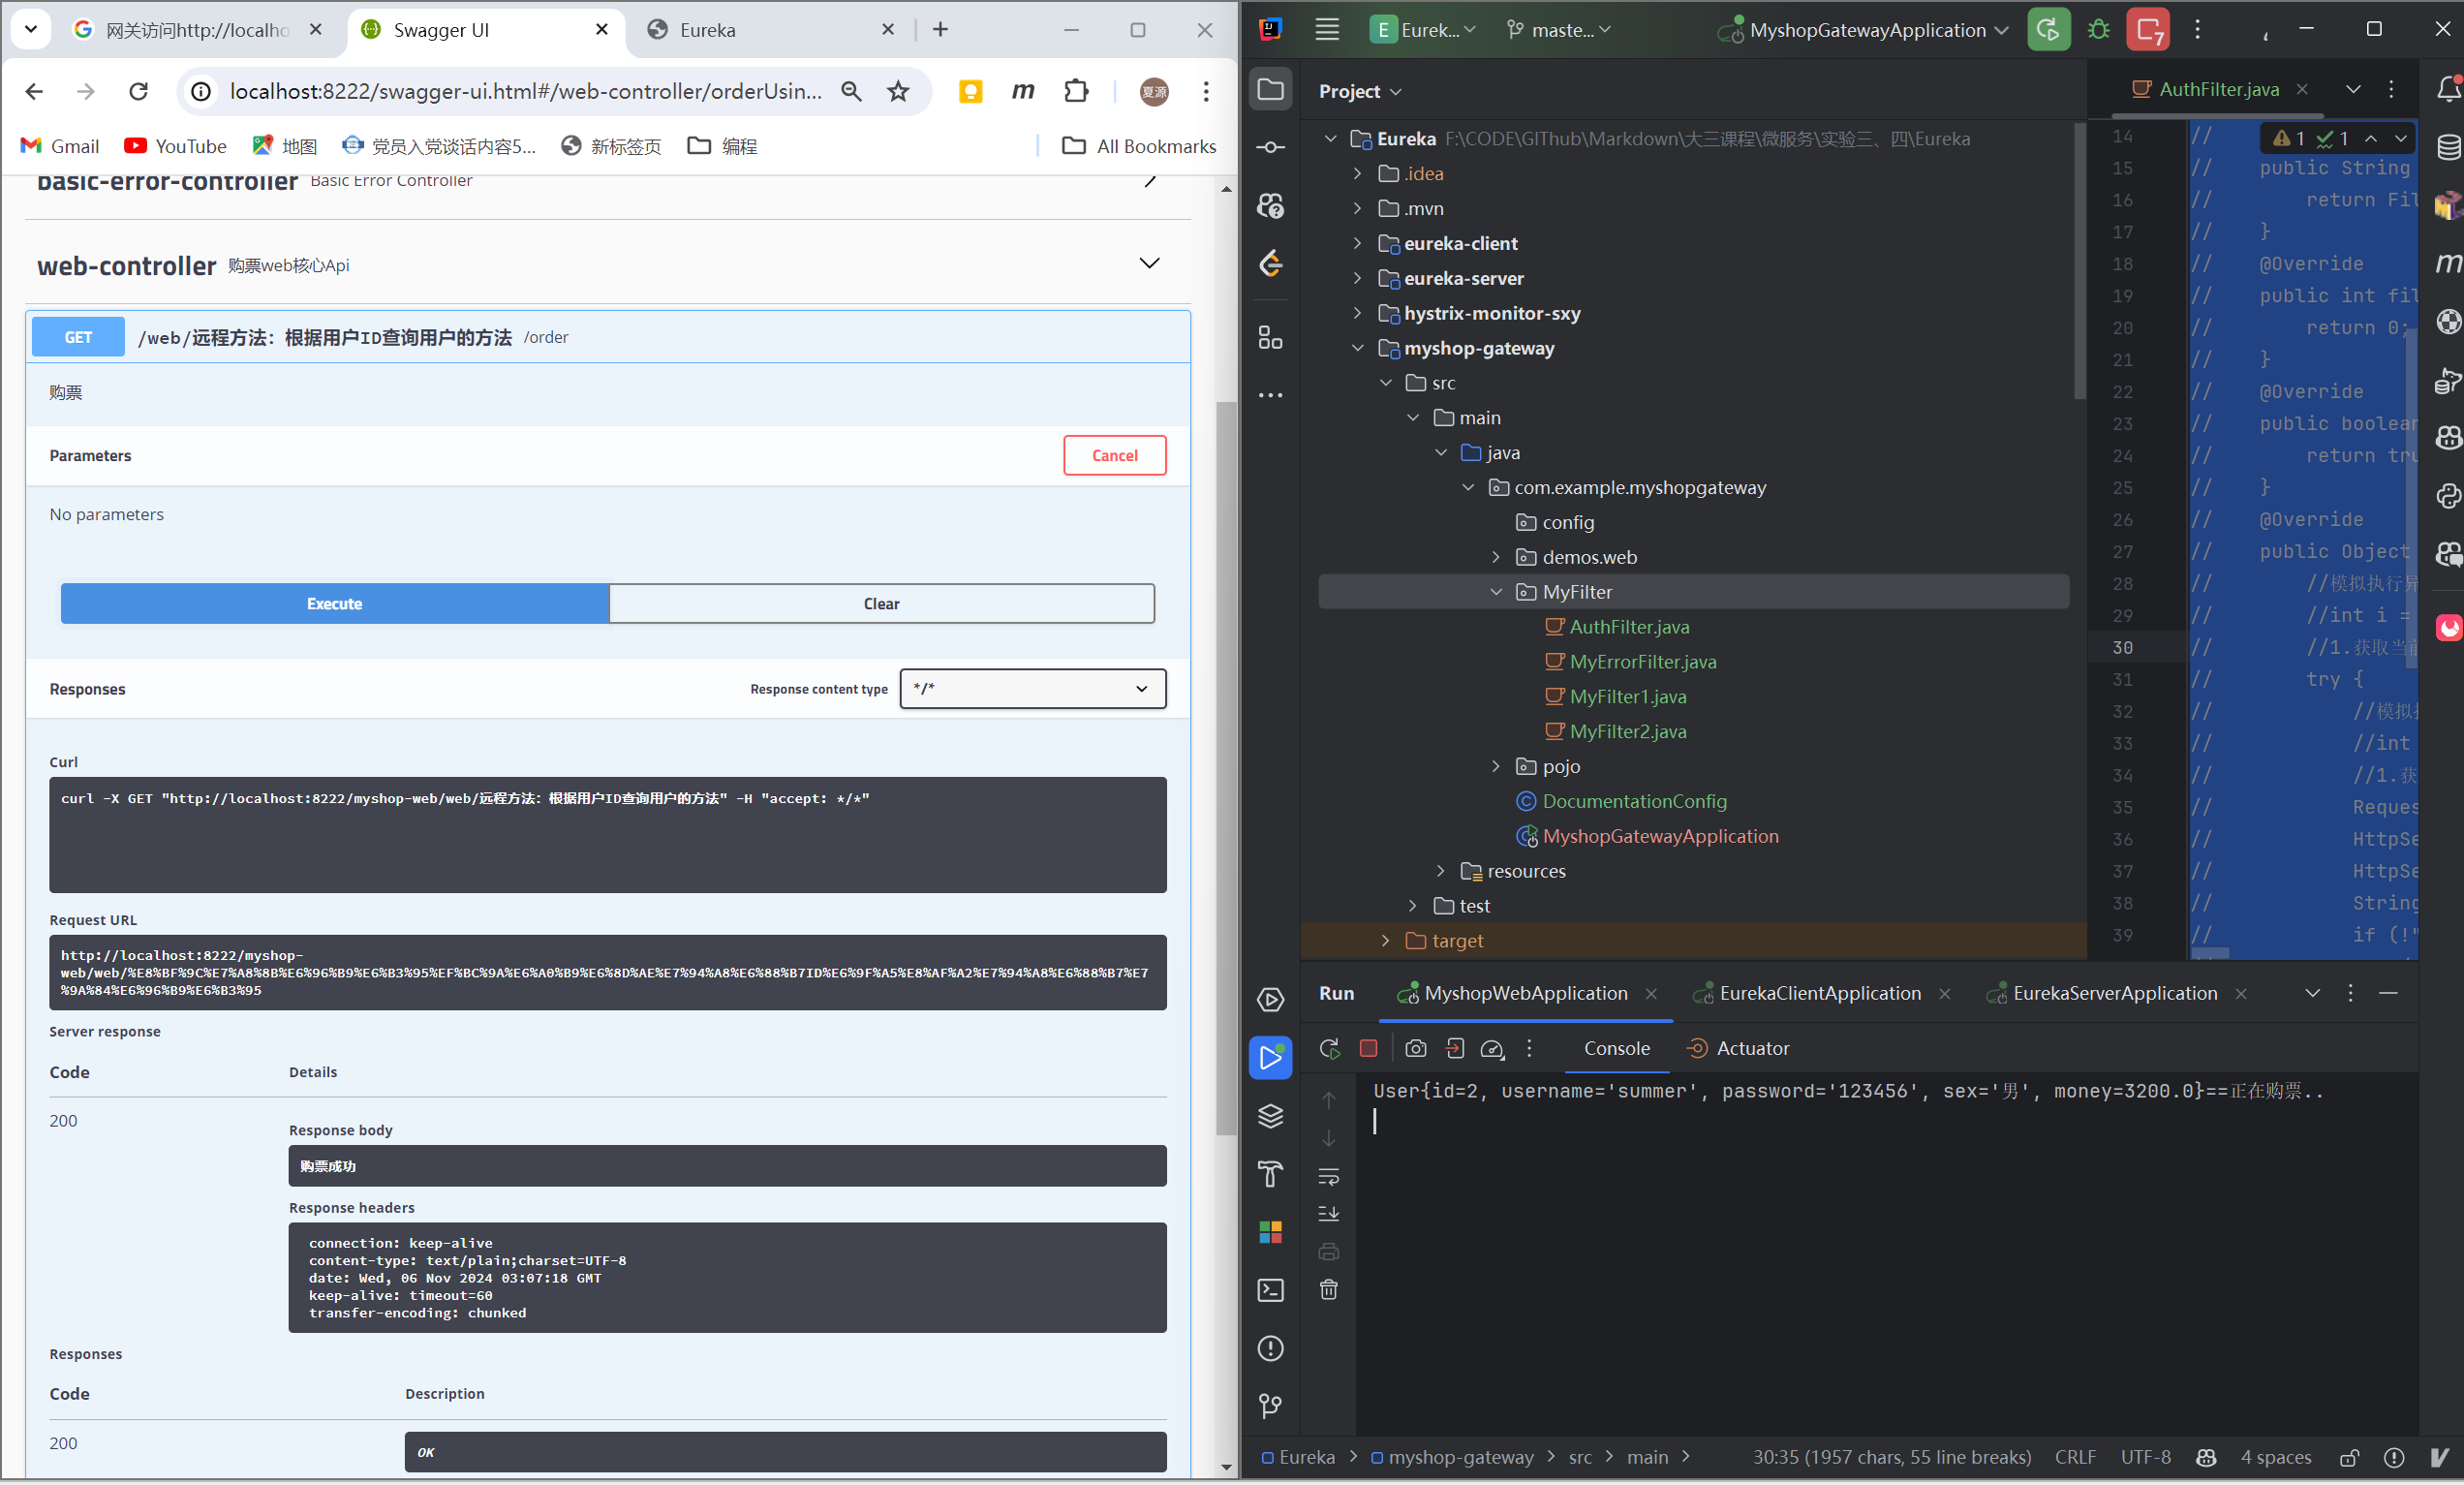 网关访问http://localho
Swagger UI
Eureka
localhost:8222/swagger-ui.html#/web-controller/orderUsin...
夏源
Gmail
YouTube
地图
党员入党谈话内容5...
新标签页
编程
All Bookmarks
basic-error-controller Basic Error Controller
web-controller 购票web核心Api
GET /web/远程方法：根据用户ID查询用户的方法 /order
购票
Parameters
Cancel
No parameters
Execute
Clear
Responses
Response content type
*/*
Curl
curl -X GET "http://localhost:8222/myshop-web/web/远程方法：根据用户ID查询用户的方法" -H "accept: */*"
Request URL
http://localhost:8222/myshop-
web/web/%E8%BF%9C%E7%A8%8B%E6%96%B9%E6%B3%95%EF%BC%9A%E6%A0%B9%E6%8D%AE%E7%94%A8%E6%88%B7ID%E6%9F%A5%E8%AF%A2%E7%94%A8%E6%88%B7%E7
%9A%84%E6%96%B9%E6%B3%95
Server response
Code
Details
200
Response body
购票成功
Response headers
connection: keep-alive
content-type: text/plain;charset=UTF-8
date: Wed, 06 Nov 2024 03:07:18 GMT
keep-alive: timeout=60
transfer-encoding: chunked
Responses
Code
Description
200
OK
E Eurek...
maste...
MyshopGatewayApplication
7
Project
Eureka F:\CODE\GIThub\Markdown\大三课程\微服务\实验三、四\Eureka
.idea
.mvn
eureka-client
eureka-server
hystrix-monitor-sxy
myshop-gateway
src
main
java
com.example.myshopgateway
config
demos.web
MyFilter
AuthFilter.java
MyErrorFilter.java
MyFilter1.java
MyFilter2.java
pojo
DocumentationConfig
MyshopGatewayApplication
resources
test
target
AuthFilter.java
1 1
14 //
15 // public String
16 // return Fil
17 // }
18 // @Override
19 // public int fil
20 // return 0;
21 // }
22 // @Override
23 // public boolean
24 // return tru
25 // }
26 // @Override
27 // public Object
28 // //模拟执行异
29 // //int i =
30 // //1.获取当前
31 // try {
32 // //模拟
33 // //int
34 // //1.获
35 // Reques
36 // HttpSe
37 // HttpSe
38 // String
39 // if (!"
Run
MyshopWebApplication
EurekaClientApplication
EurekaServerApplication
Console
Actuator
User{id=2, username='summer', password='123456', sex='男', money=3200.0}==正在购票..
Eureka > myshop-gateway > src > main >
30:35 (1957 chars, 55 line breaks)
CRLF
UTF-8
4 spaces